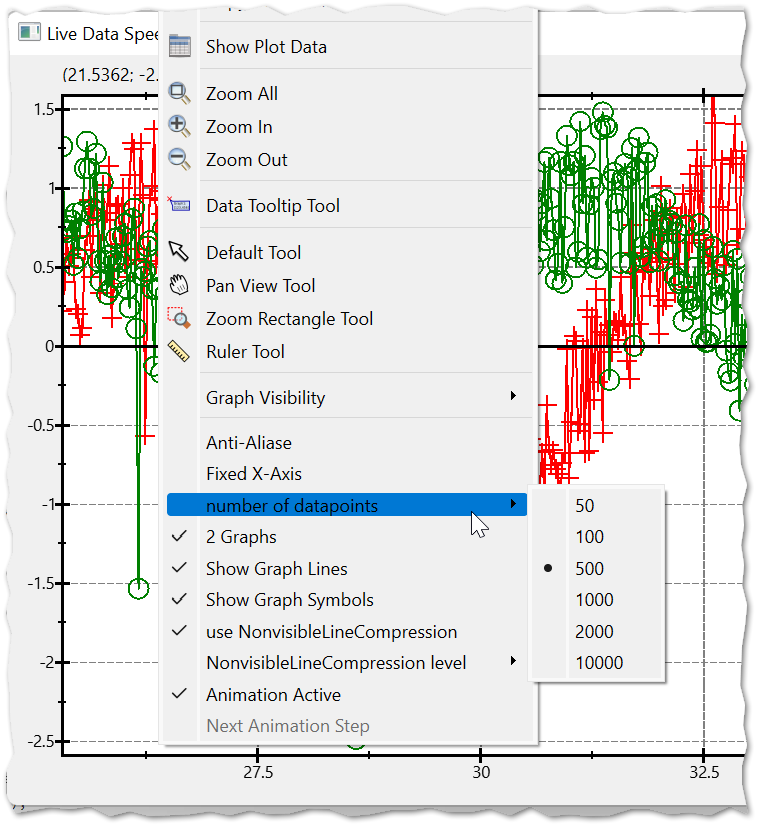 Live Data Spee
(21.5362; -2.
Show Plot Data
Zoom All
Zoom In
Zoom Out
Data Tooltip Tool
Default Tool
Pan View Tool
Zoom Rectangle Tool
Ruler Tool
Graph Visibility
Anti-Aliase
Fixed X-Axis
number of datapoints
2 Graphs
Show Graph Lines
Show Graph Symbols
use NonvisibleLineCompression
NonvisibleLineCompression level
Animation Active
Next Animation Step
50
100
500
1000
2000
10000
1.5
1
0.5
0
-0.5
-1
-1.5
-2
-2.5
27.5
30
32.5